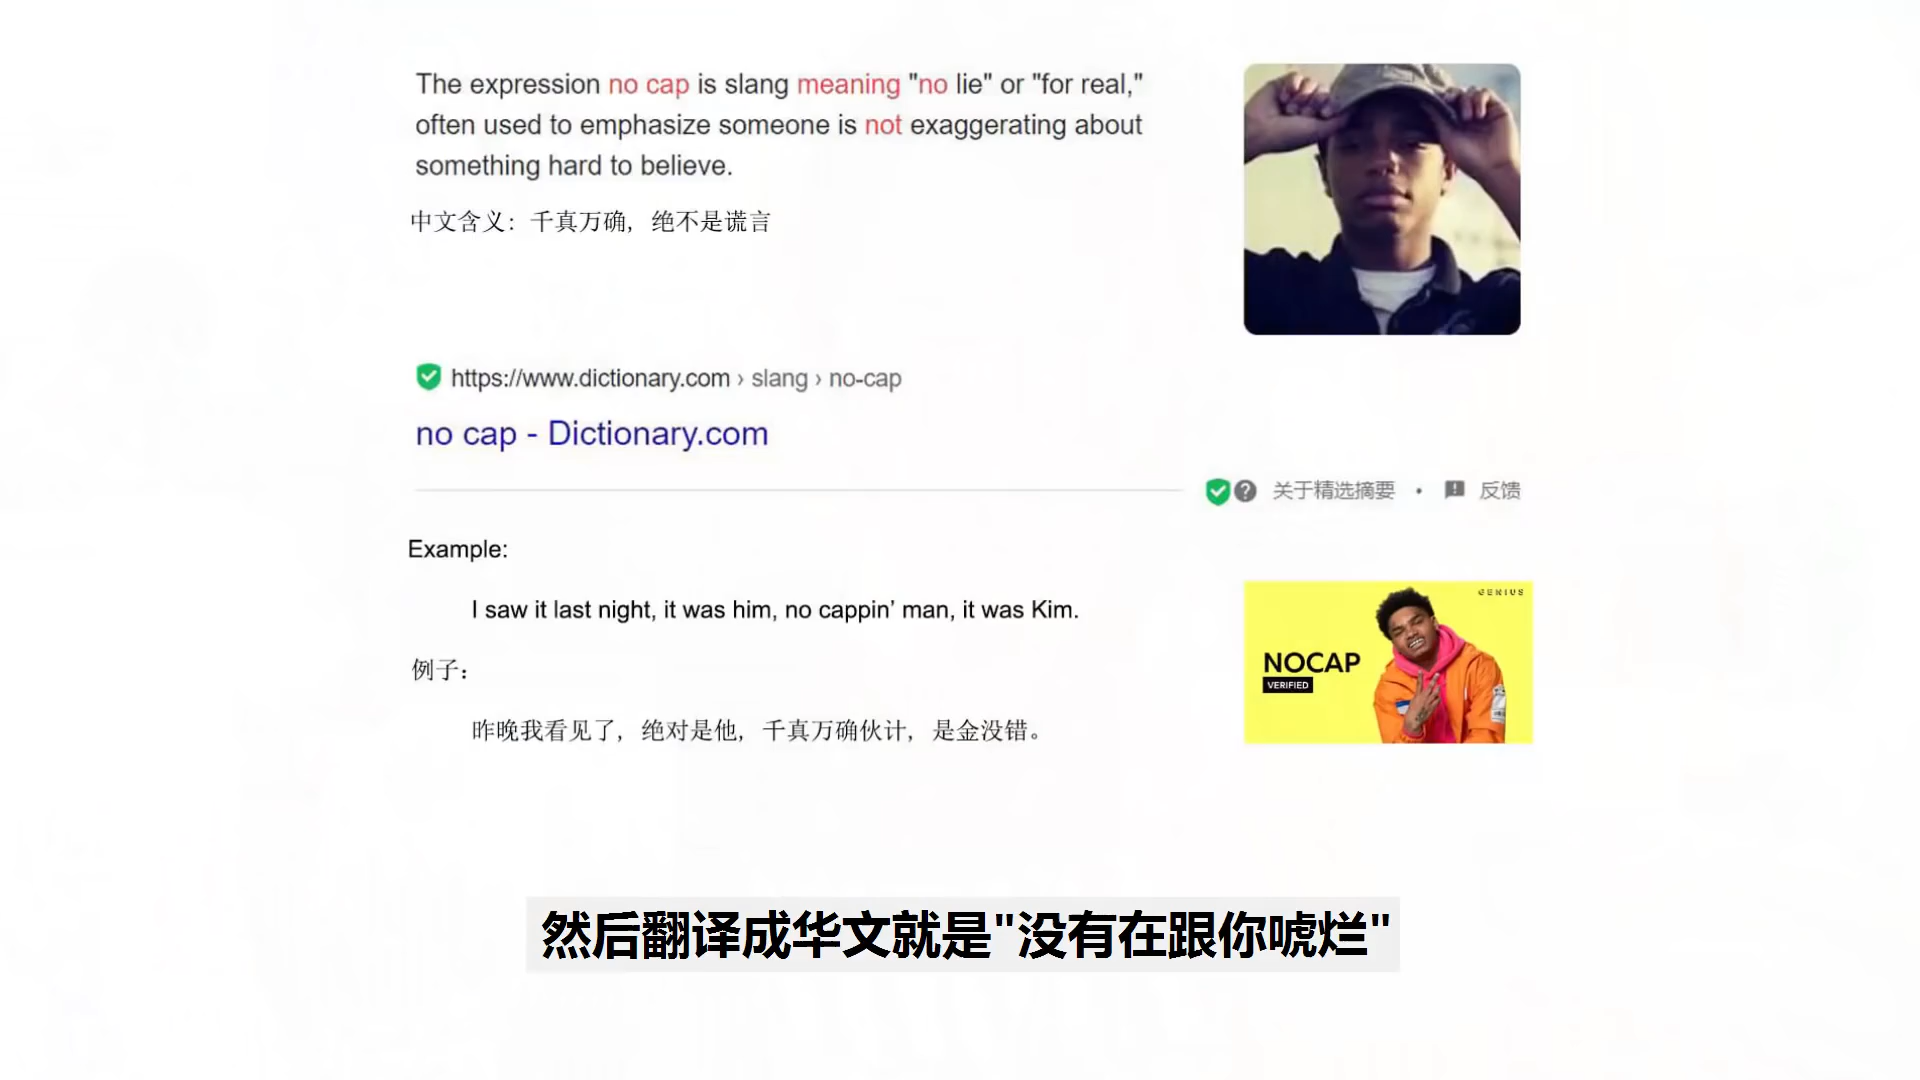 The expression no cap is slang meaning "no lie" or "for real,"
often used to emphasize someone is not exaggerating about
something hard to believe.
中文含义：千真万确，绝不是谎言
https://www.dictionary.com › slang › no-cap
no cap - Dictionary.com
关于精选摘要 • 反馈
Example:
I saw it last night, it was him, no cappin’ man, it was Kim.
GENIUS
NOCAP
VERIFIED
例子：
昨晚我看见了，绝对是他，千真万确伙计，是金没错。
然后翻译成华文就是"没有在跟你唬烂"